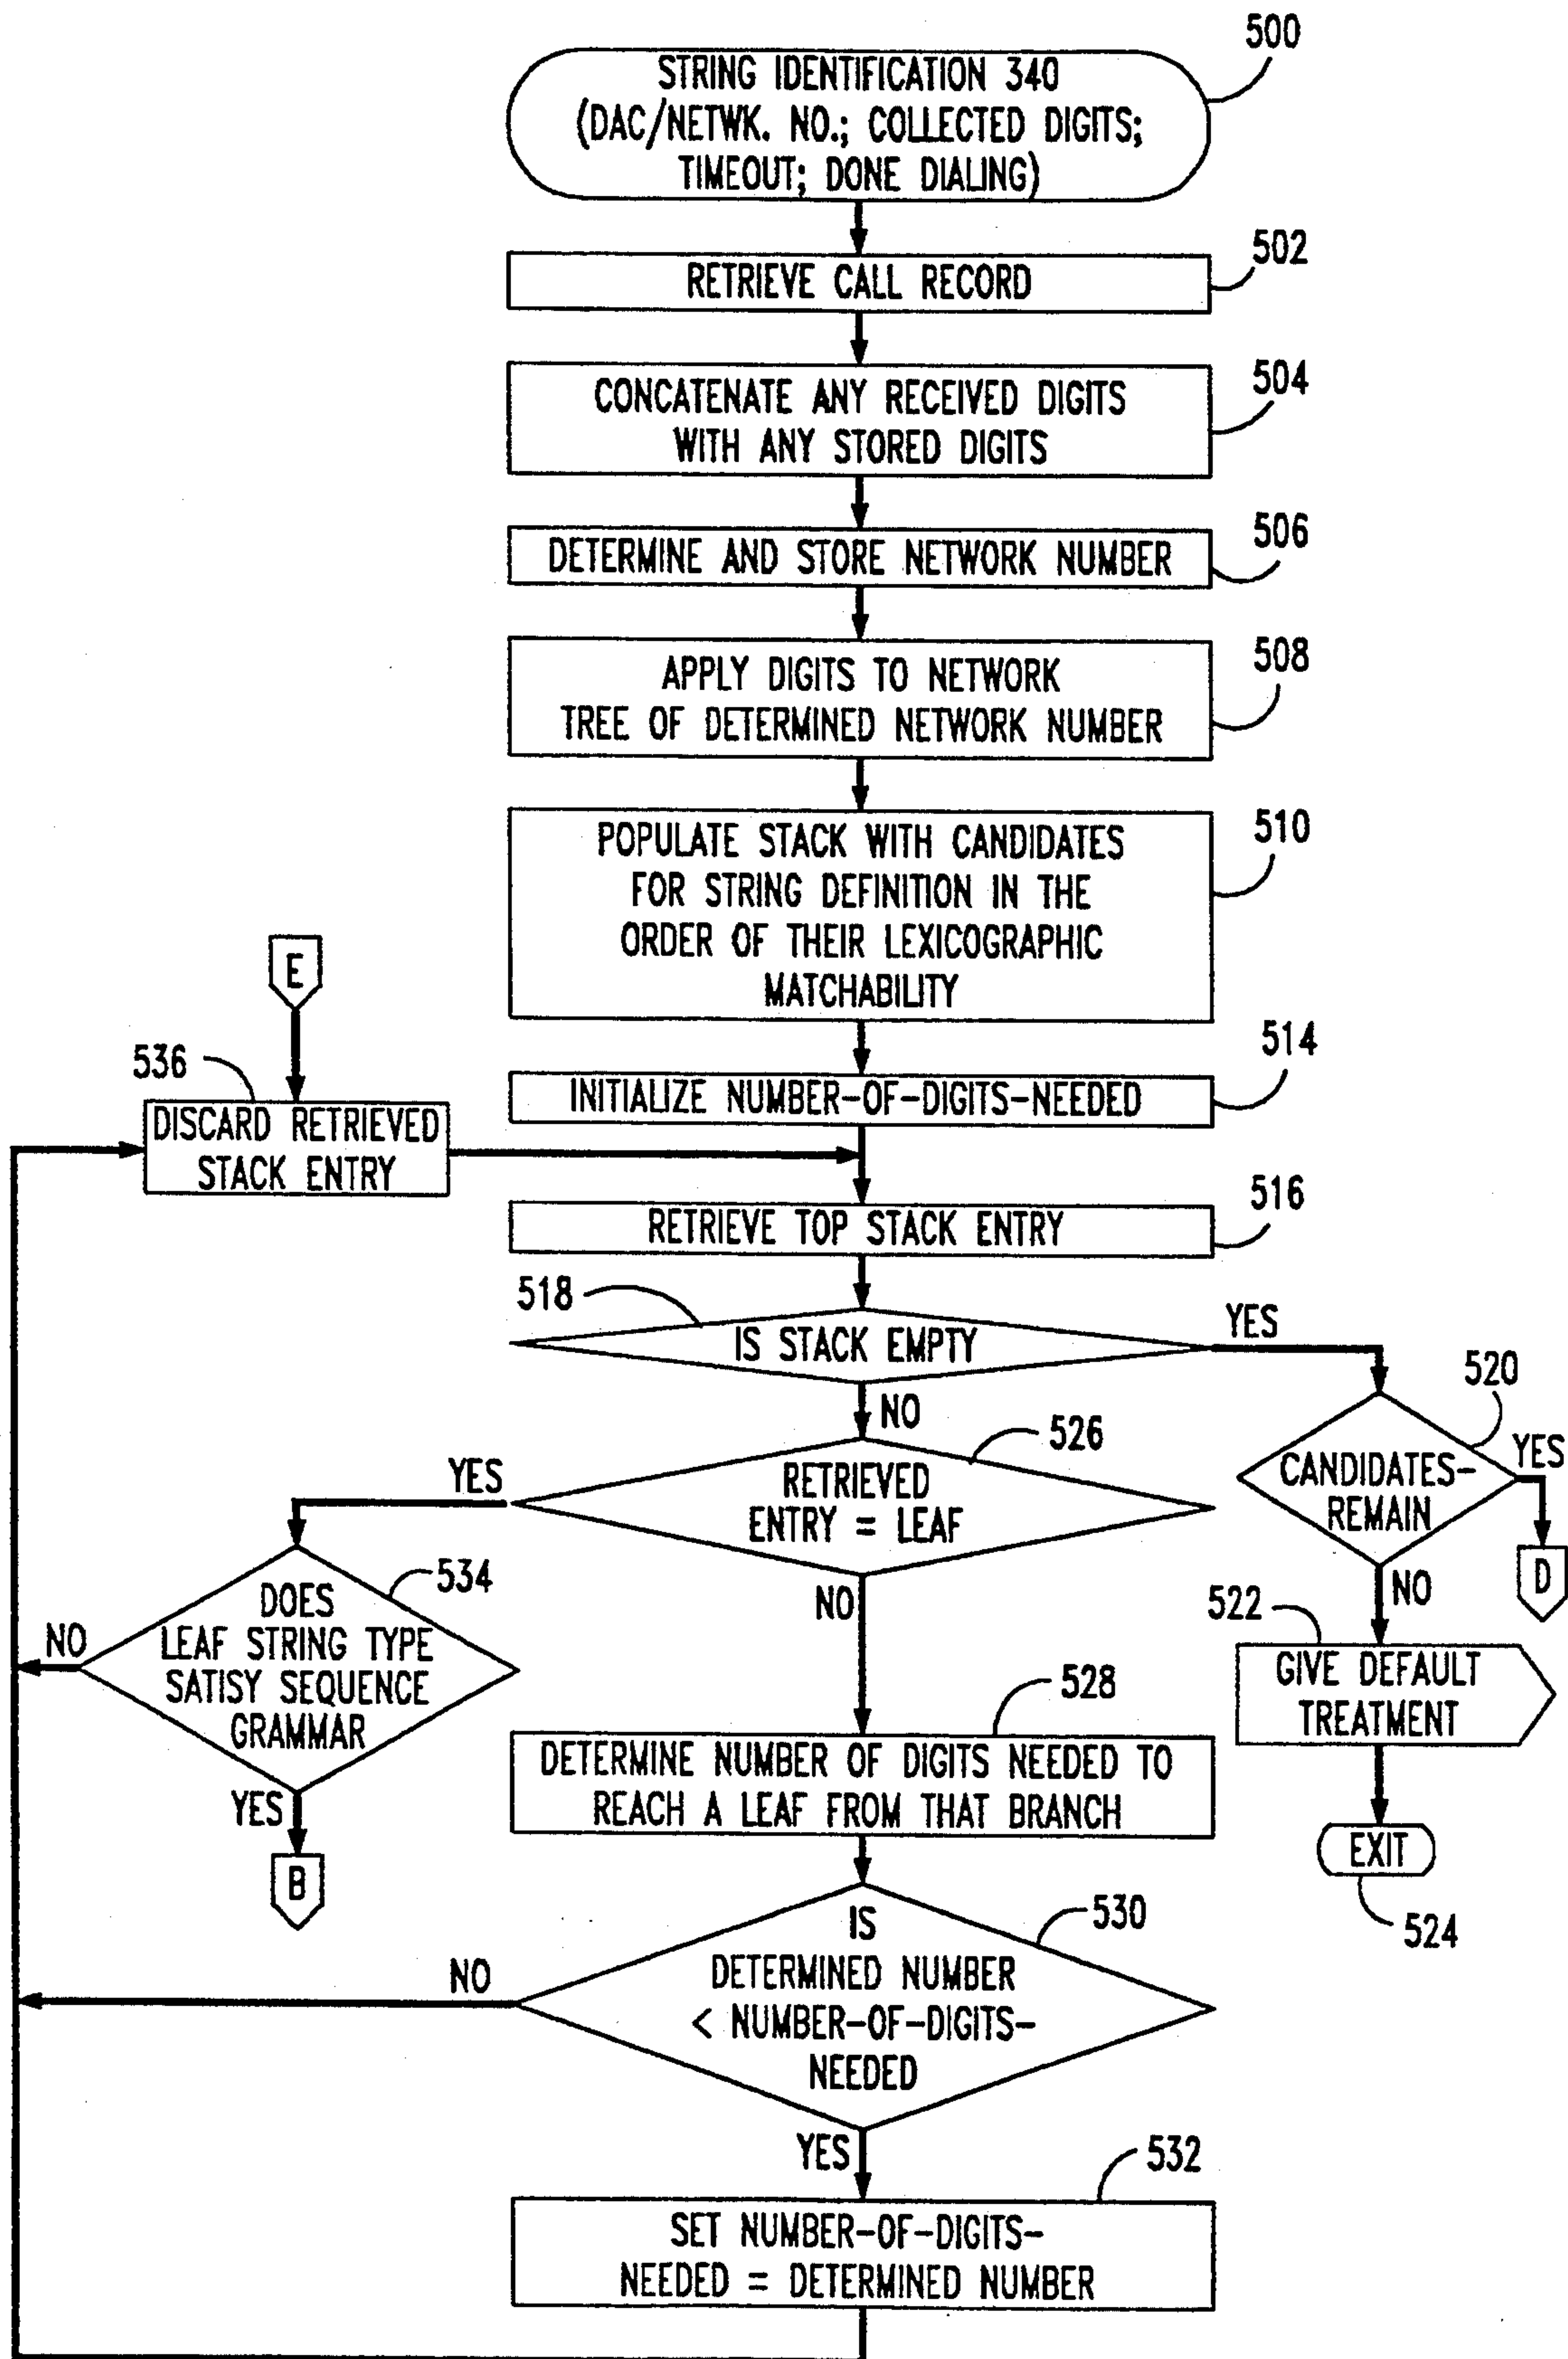 500
STRING IDENTIFICATION 340
(DAC/NETWK. NO.; COLLECTED DIGITS;
TIMEOUT; DONE DIALING)
502
RETRIEVE CALL RECORD
504
CONCATENATE ANY RECEIVED DIGITS
WITH ANY STORED DIGITS
506
DETERMINE AND STORE NETWORK NUMBER
508
APPLY DIGITS TO NETWORK
TREE OF DETERMINED NETWORK NUMBER
510
POPULATE STACK WITH CANDIDATES
FOR STRING DEFINITION IN THE
ORDER OF THEIR LEXICOGRAPHIC
MATCHABILITY
E
514
INITIALIZE NUMBER-OF-DIGITS-NEEDED
536
DISCARD RETRIEVED
STACK ENTRY
516
RETRIEVE TOP STACK ENTRY
518
IS STACK EMPTY
YES
NO
520
CANDIDATES-
REMAIN
YES
D
NO
522
GIVE DEFAULT
TREATMENT
EXIT
524
526
RETRIEVED
ENTRY = LEAF
YES
NO
534
DOES
LEAF STRING TYPE
SATISY SEQUENCE
GRAMMAR
NO
YES
B
528
DETERMINE NUMBER OF DIGITS NEEDED TO
REACH A LEAF FROM THAT BRANCH
530
IS
DETERMINED NUMBER
< NUMBER-OF-DIGITS-
NEEDED
NO
YES
532
SET NUMBER-OF-DIGITS-
NEEDED = DETERMINED NUMBER